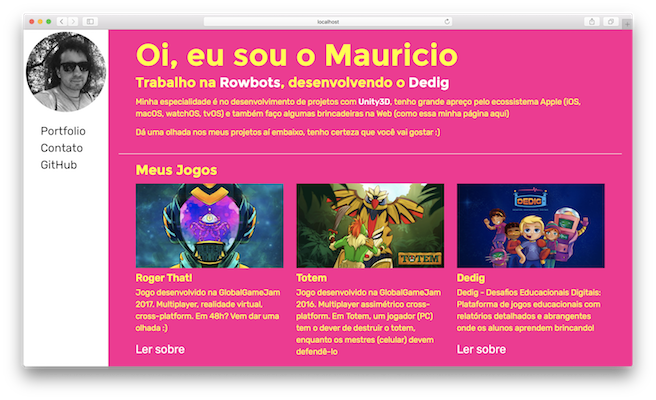 localhost
Portfolio
Contato
GitHub
Oi, eu sou o Mauricio
Trabalho na Rowbots, desenvolvendo o Dedig
Minha especialidade é no desenvolvimento de projetos com Unity3D, tenho grande apreço pelo ecossistema Apple (iOS,
macOS, watchOS, tvOS) e também faço algumas brincadeiras na Web (como essa minha página aqui)
Dá uma olhada nos meus projetos aí embaixo, tenho certeza que você vai gostar :)
Meus Jogos
Roger That!
Jogo desenvolvido na GlobalGameJam
2017. Multiplayer, realidade virtual,
cross-platform. Em 48h? Vem dar uma
olhada :)
Ler sobre
TOTEM
Totem
Jogo desenvolvido na GlobalGameJam
2016. Multiplayer assimétrico cross-
platform. Em Totem, um jogador (PC)
tem o dever de destruir o totem,
enquanto os mestres (celular) devem
defendê-lo
DEDIG
Dedig
Dedig – Desafios Educacionais Digitais:
Plataforma de jogos educacionais com
relatórios detalhados e abrangentes
onde os alunos aprendem brincando!
Ler sobre